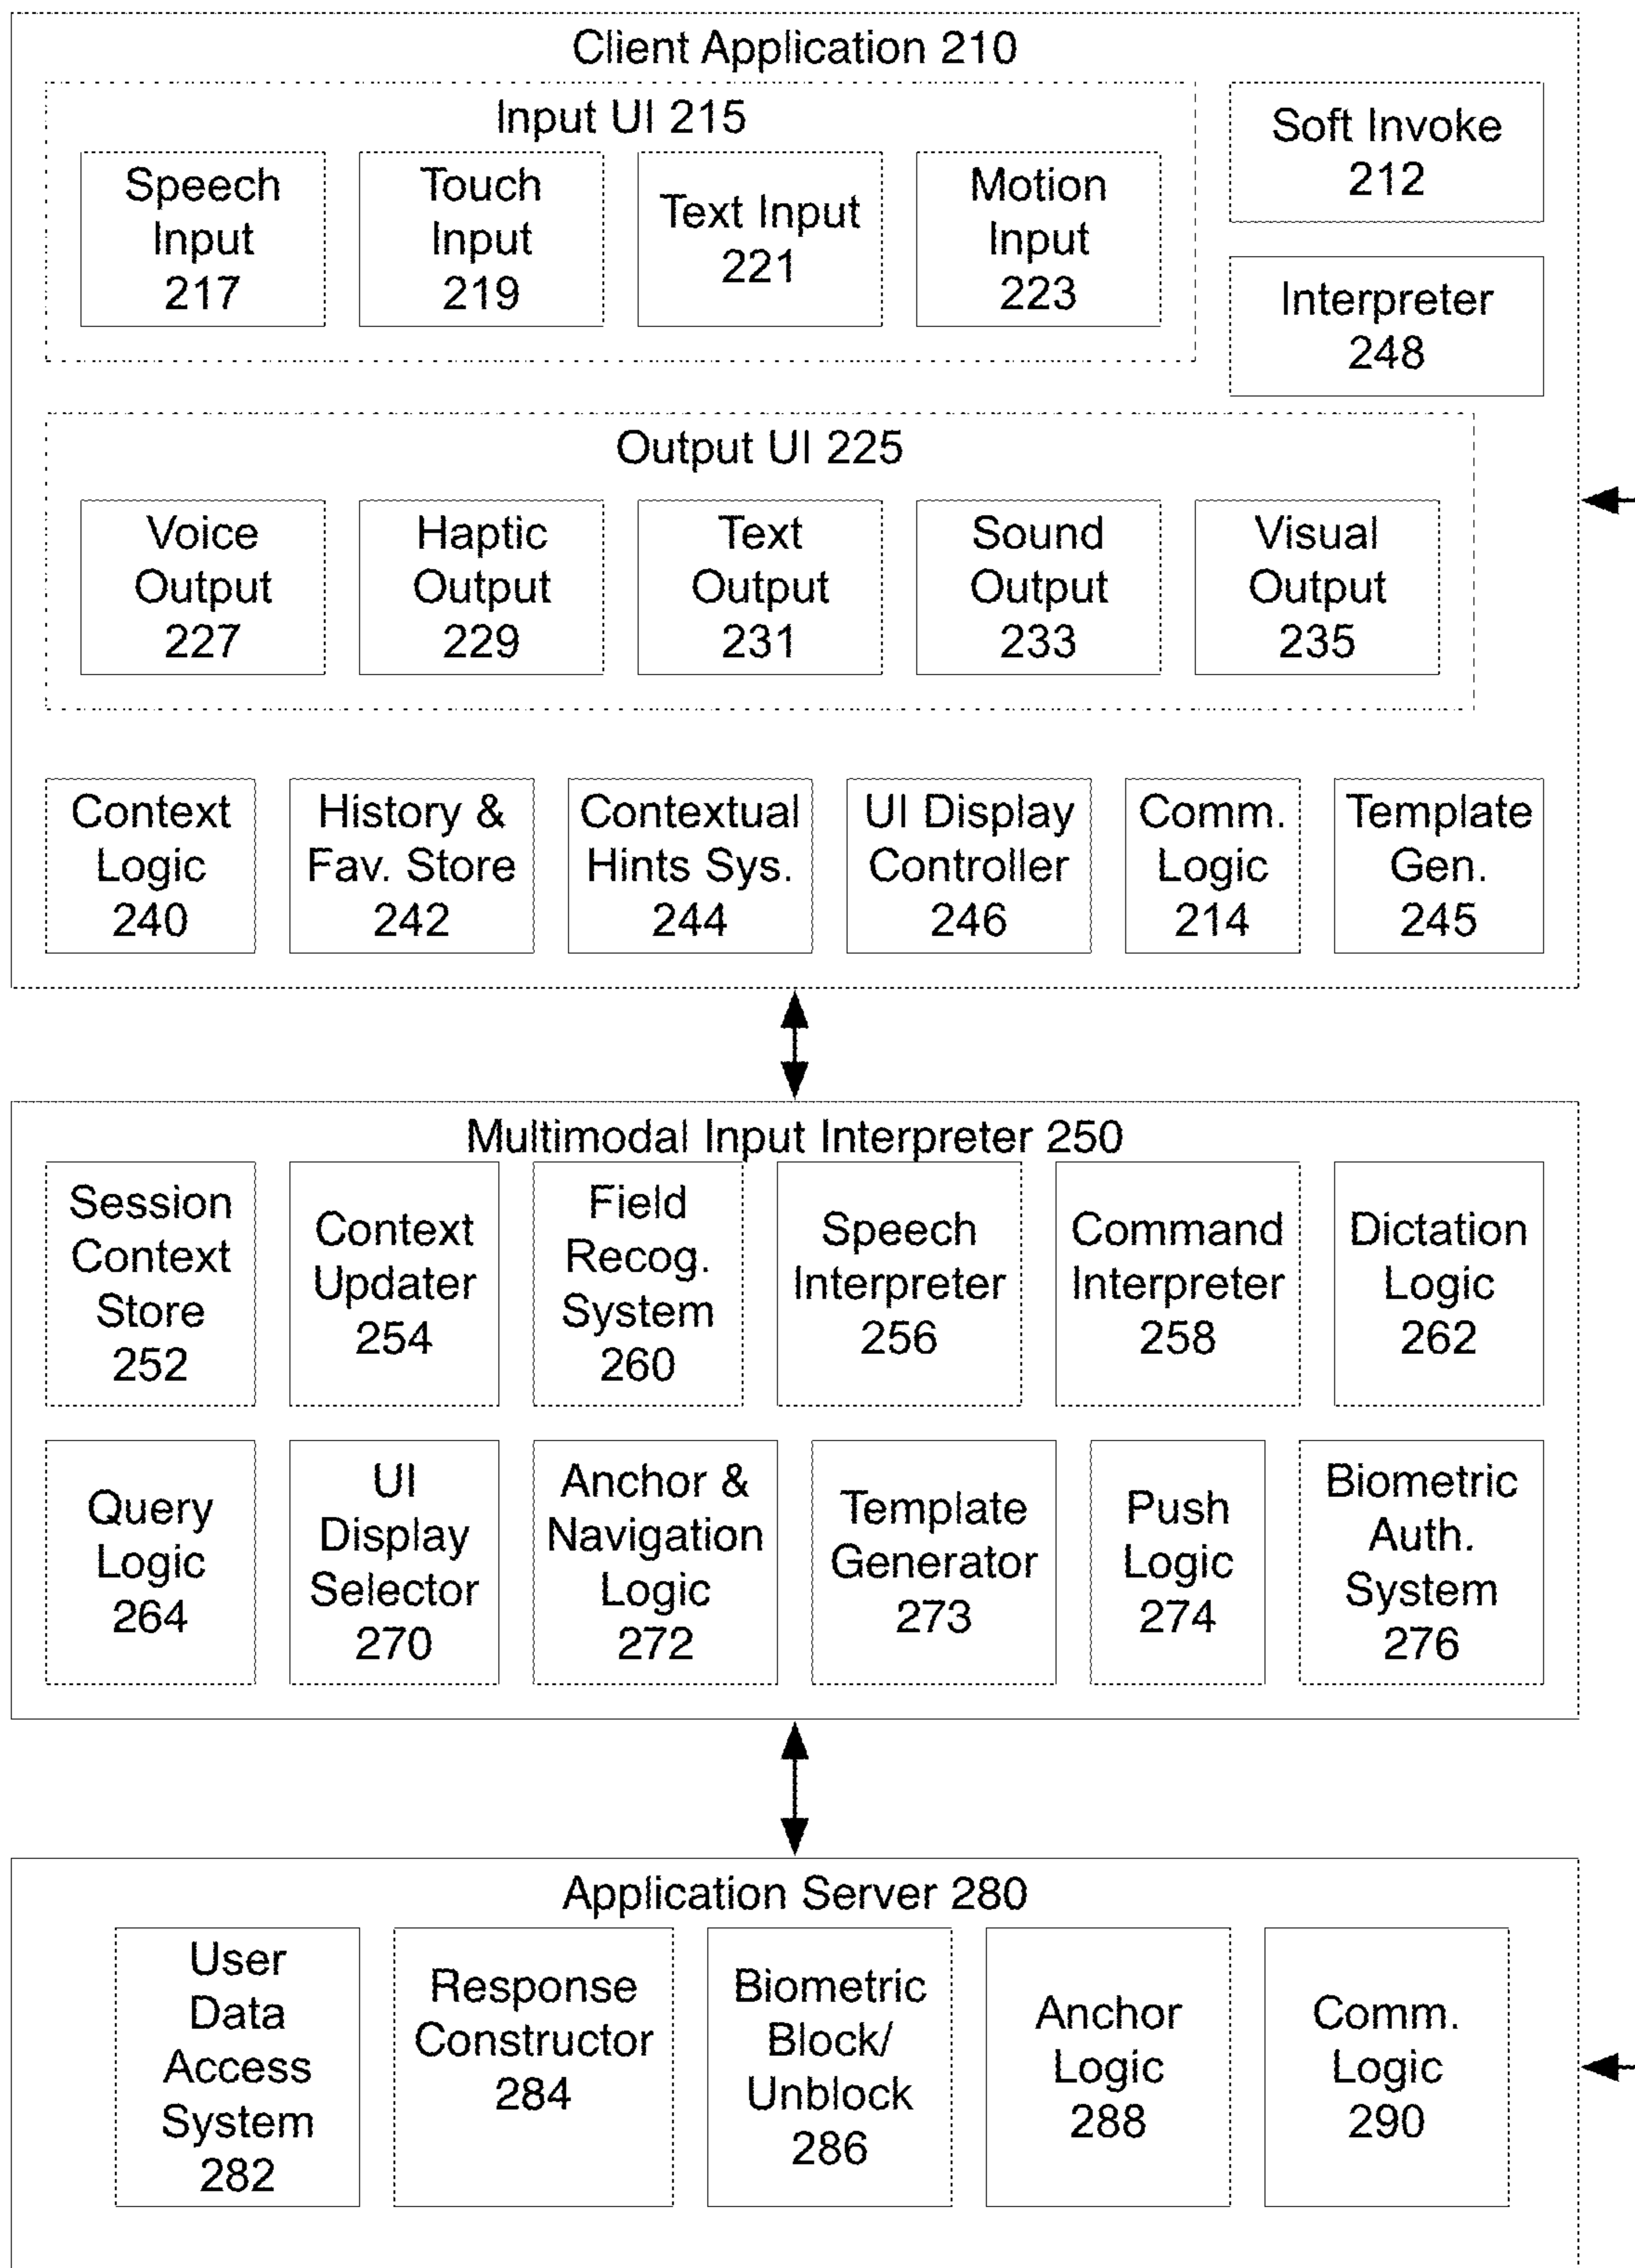 Client Application 210
Input UI 215
Speech
Input
217
Touch
Input
219
Text Input
221
Motion
Input
223
Soft Invoke
212
Interpreter
248
Output UI 225
Voice
Output
227
Haptic
Output
229
Text
Output
231
Sound
Output
233
Visual
Output
235
Context
Logic
240
History &
Fav. Store
242
Contextual
Hints Sys.
244
UI Display
Controller
246
Comm.
Logic
214
Template
Gen.
245
Multimodal Input Interpreter 250
Session
Context
Store
252
Context
Updater
254
Field
Recog.
System
260
Speech
Interpreter
256
Command
Interpreter
258
Dictation
Logic
262
Query
Logic
264
UI
Display
Selector
270
Anchor &
Navigation
Logic
272
Template
Generator
273
Push
Logic
274
Biometric
Auth.
System
276
Application Server 280
User
Data
Access
System
282
Response
Constructor
284
Biometric
Block/
Unblock
286
Anchor
Logic
288
Comm.
Logic
290